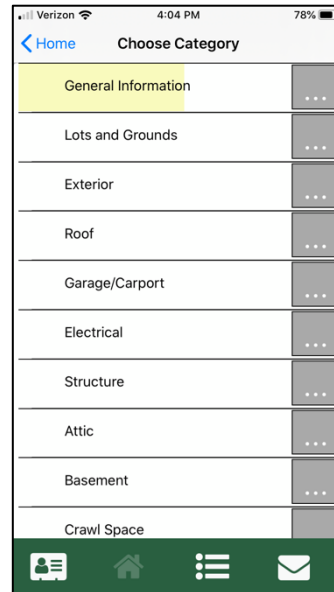 Verizon 4:04 PM 78%
Home Choose Category
General Information ...
Lots and Grounds ...
Exterior ...
Roof ...
Garage/Carport ...
Electrical ...
Structure ...
Attic ...
Basement ...
Crawl Space